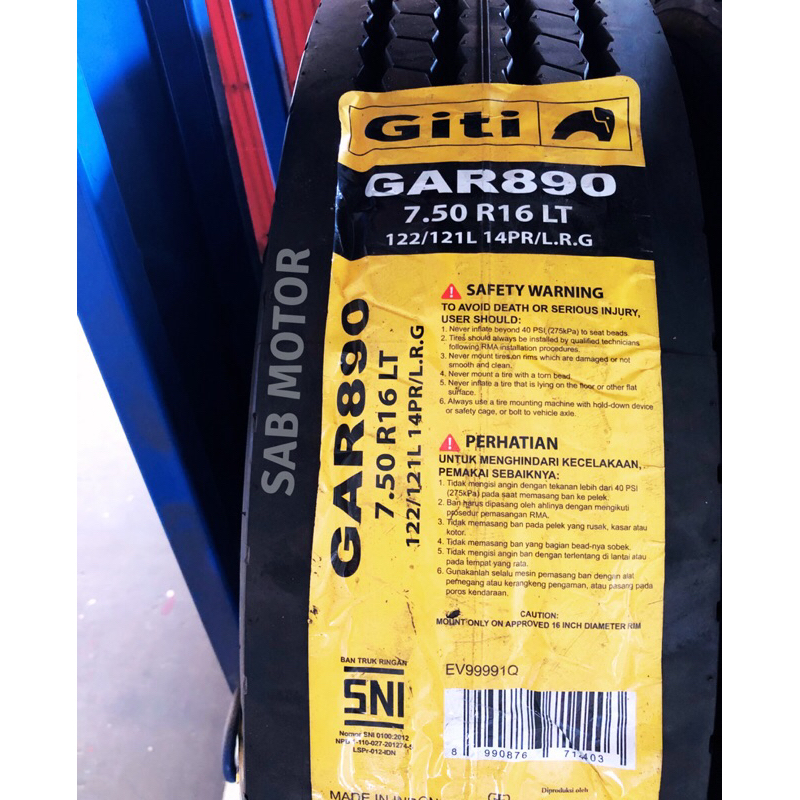 Giti
GAR890
7.50 R16 LT
122/121L 14PR/L.R.G
SAB MOTOR
GAR890
7.50 R16 LT
122/121L 14PR/L.R.G
SAFETY WARNING
TO AVOID DEATH OR SERIOUS INJURY,
USER SHOULD:
1. Never inflate beyond 40 PSI (275kPa) to seat beads.
2. Tires should always be installed by qualified technicians
following RMA installation procedures.
3. Never mount tires on rims which are damaged or not
smooth and clean.
4. Never mount a tire with a torn bead.
5. Never inflate a tire that is lying on the floor or other flat
surface.
6. Always use a tire mounting machine with hold-down device
or safety cage, or bolt to vehicle axle.
PERHATIAN
UNTUK MENGHINDARI KECELAKAAN,
PEMAKAI SEBAIKNYA:
1. Tidak mengisi angin dengan tekanan lebih dari 40 PSI
(275kPa) pada saat memasang ban ke pelek.
2. Ban harus dipasang oleh ahlinya dengan mengikuti
prosedur pemasangan RMA.
3. Tidak memasang ban pada pelek yang rusak, kasar atau
kotor.
4. Tidak memasang ban yang bagian bead-nya sobek.
5. Tidak mengisi angin ban dengan terlentang di lantai atau
pada tempat yang rata.
6. Gunakanlah selalu mesin pemasang ban dengan alat
pemegang atau kerangkeng pengaman, atau pasang pada
poros kendaraan.
CAUTION:
MOUNT ONLY ON APPROVED 16 INCH DIAMETER RIM
BAN TRUK RINGAN
SNI
Nomor SNI 0100:2012
LSPr-012-IDN
EV99991Q
8 990876 71403
MADE IN
Diproduksi oleh